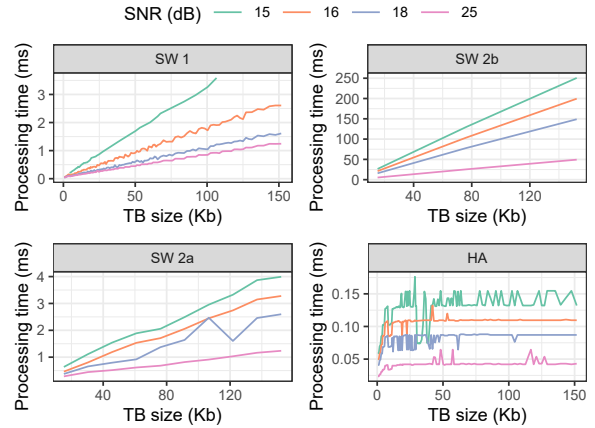 SNR (dB) 15 16 18 25
SW 1
Processing time (ms)
3
2
1
0
0 50 100 150
TB size (Kb)
SW 2b
Processing time (ms)
250
200
150
100
50
0
40 80 120
TB size (Kb)
SW 2a
Processing time (ms)
4
3
2
1
40 80 120
TB size (Kb)
HA
Processing time (ms)
0.15
0.10
0.05
0 50 100 150
TB size (Kb)